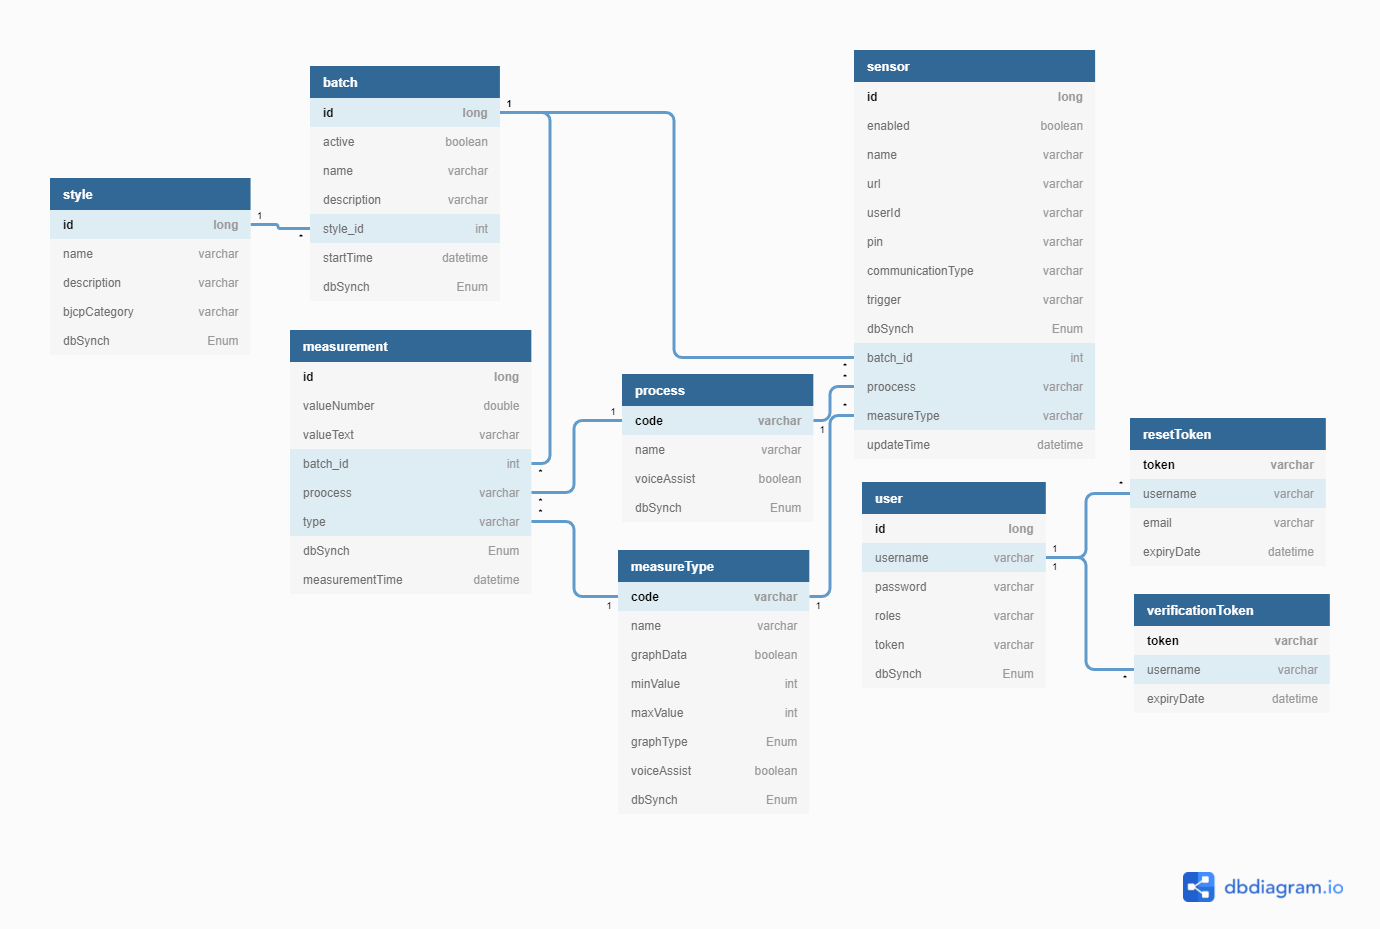 batch
id long
active boolean
name varchar
description varchar
style_id int
startTime datetime
dbSynch Enum
1
style
id long
name varchar
description varchar
bjcpCategory varchar
dbSynch Enum
1
*
measurement
id long
valueNumber double
valueText varchar
batch_id int
proocess varchar
type varchar
dbSynch Enum
measurementTime datetime
*
*
*
process
code varchar
name varchar
voiceAssist boolean
dbSynch Enum
1
1
measureType
code varchar
name varchar
graphData boolean
minValue int
maxValue int
graphType Enum
voiceAssist boolean
dbSynch Enum
1
1
sensor
id long
enabled boolean
name varchar
url varchar
userId varchar
pin varchar
communicationType varchar
trigger varchar
dbSynch Enum
batch_id int
proocess varchar
measureType varchar
updateTime datetime
*
*
*
user
id long
username varchar
password varchar
roles varchar
token varchar
dbSynch Enum
1
1
resetToken
token varchar
username varchar
email varchar
expiryDate datetime
*
verificationToken
token varchar
username varchar
expiryDate datetime
*
dbdiagram.io